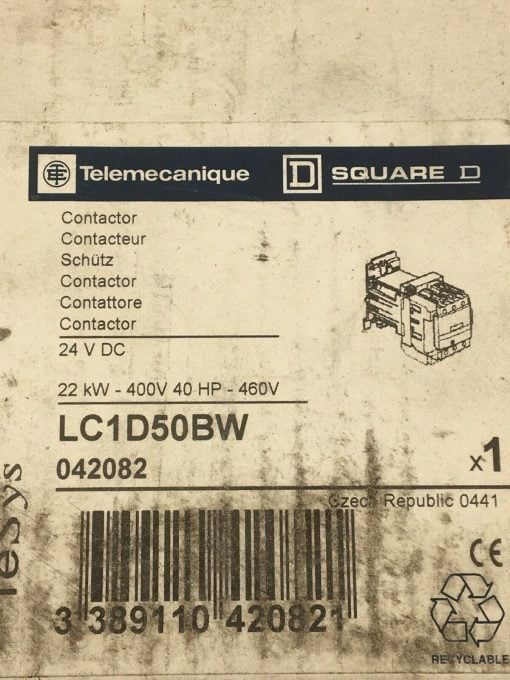 Telemecanique
SQUARE D
Contactor
Contacteur
Schütz
Contactor
Contattore
Contactor
24 V DC
22 kW - 400V 40 HP - 460V
LC1D50BW
042082
x1
Czech Republic 0441
TeSys
3 389110 420821
CE
RECYCLABLE